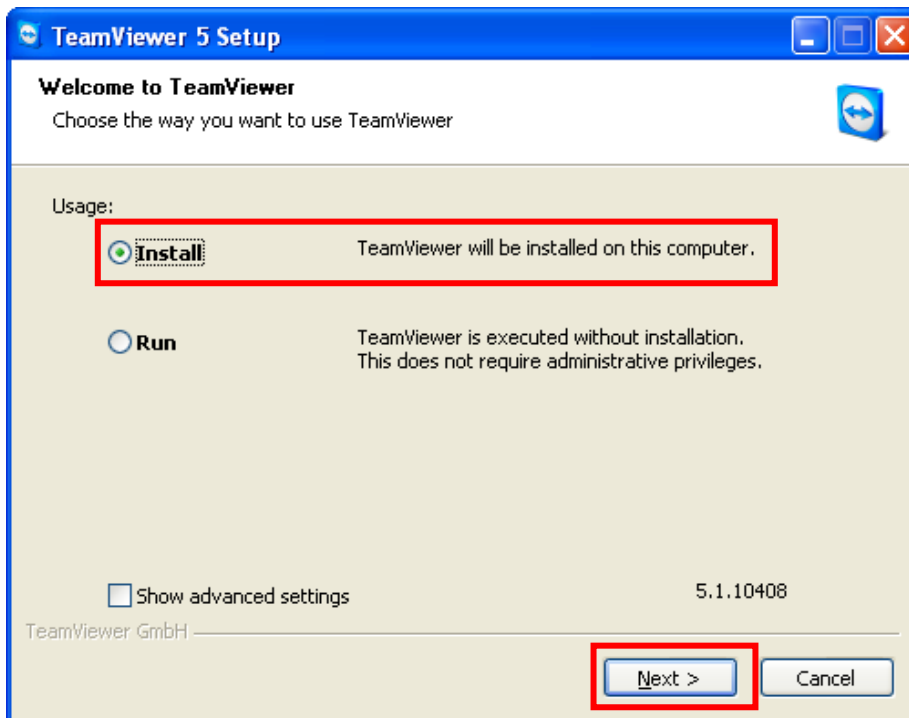 TeamViewer 5 Setup
Welcome to TeamViewer
Choose the way you want to use TeamViewer
Usage:
Install
TeamViewer will be installed on this computer.
Run
TeamViewer is executed without installation.
This does not require administrative privileges.
Show advanced settings
5.1.10408
TeamViewer GmbH
Next >
Cancel